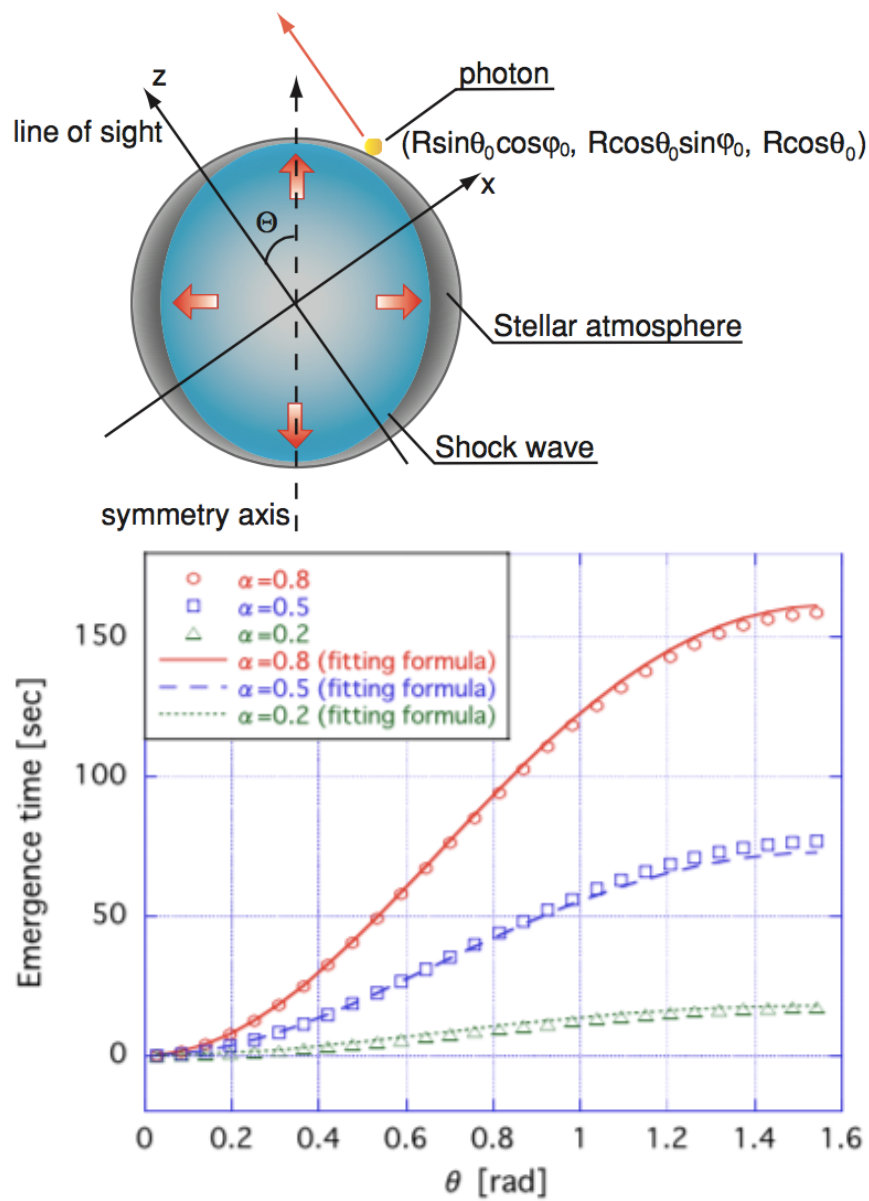 photon
z
line of sight
(Rsinθ₀cosφ₀, Rcosθ₀sinφ₀, Rcosθ₀)
x
Θ
Stellar atmosphere
Shock wave
symmetry axis
α=0.8
α=0.5
α=0.2
α=0.8 (fitting formula)
α=0.5 (fitting formula)
α=0.2 (fitting formula)
Emergence time [sec]
150
100
50
0
0 0.2 0.4 0.6 0.8 1 1.2 1.4 1.6
θ [rad]